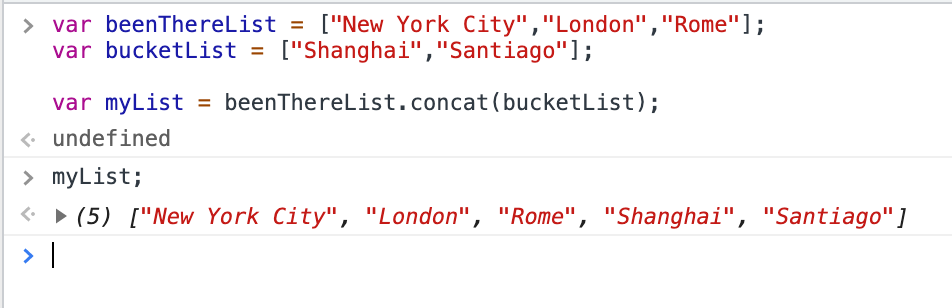 var beenThereList = ["New York City","London","Rome"];
var bucketList = ["Shanghai","Santiago"];
var myList = beenThereList.concat(bucketList);
undefined
myList;
(5) ["New York City", "London", "Rome", "Shanghai", "Santiago"]